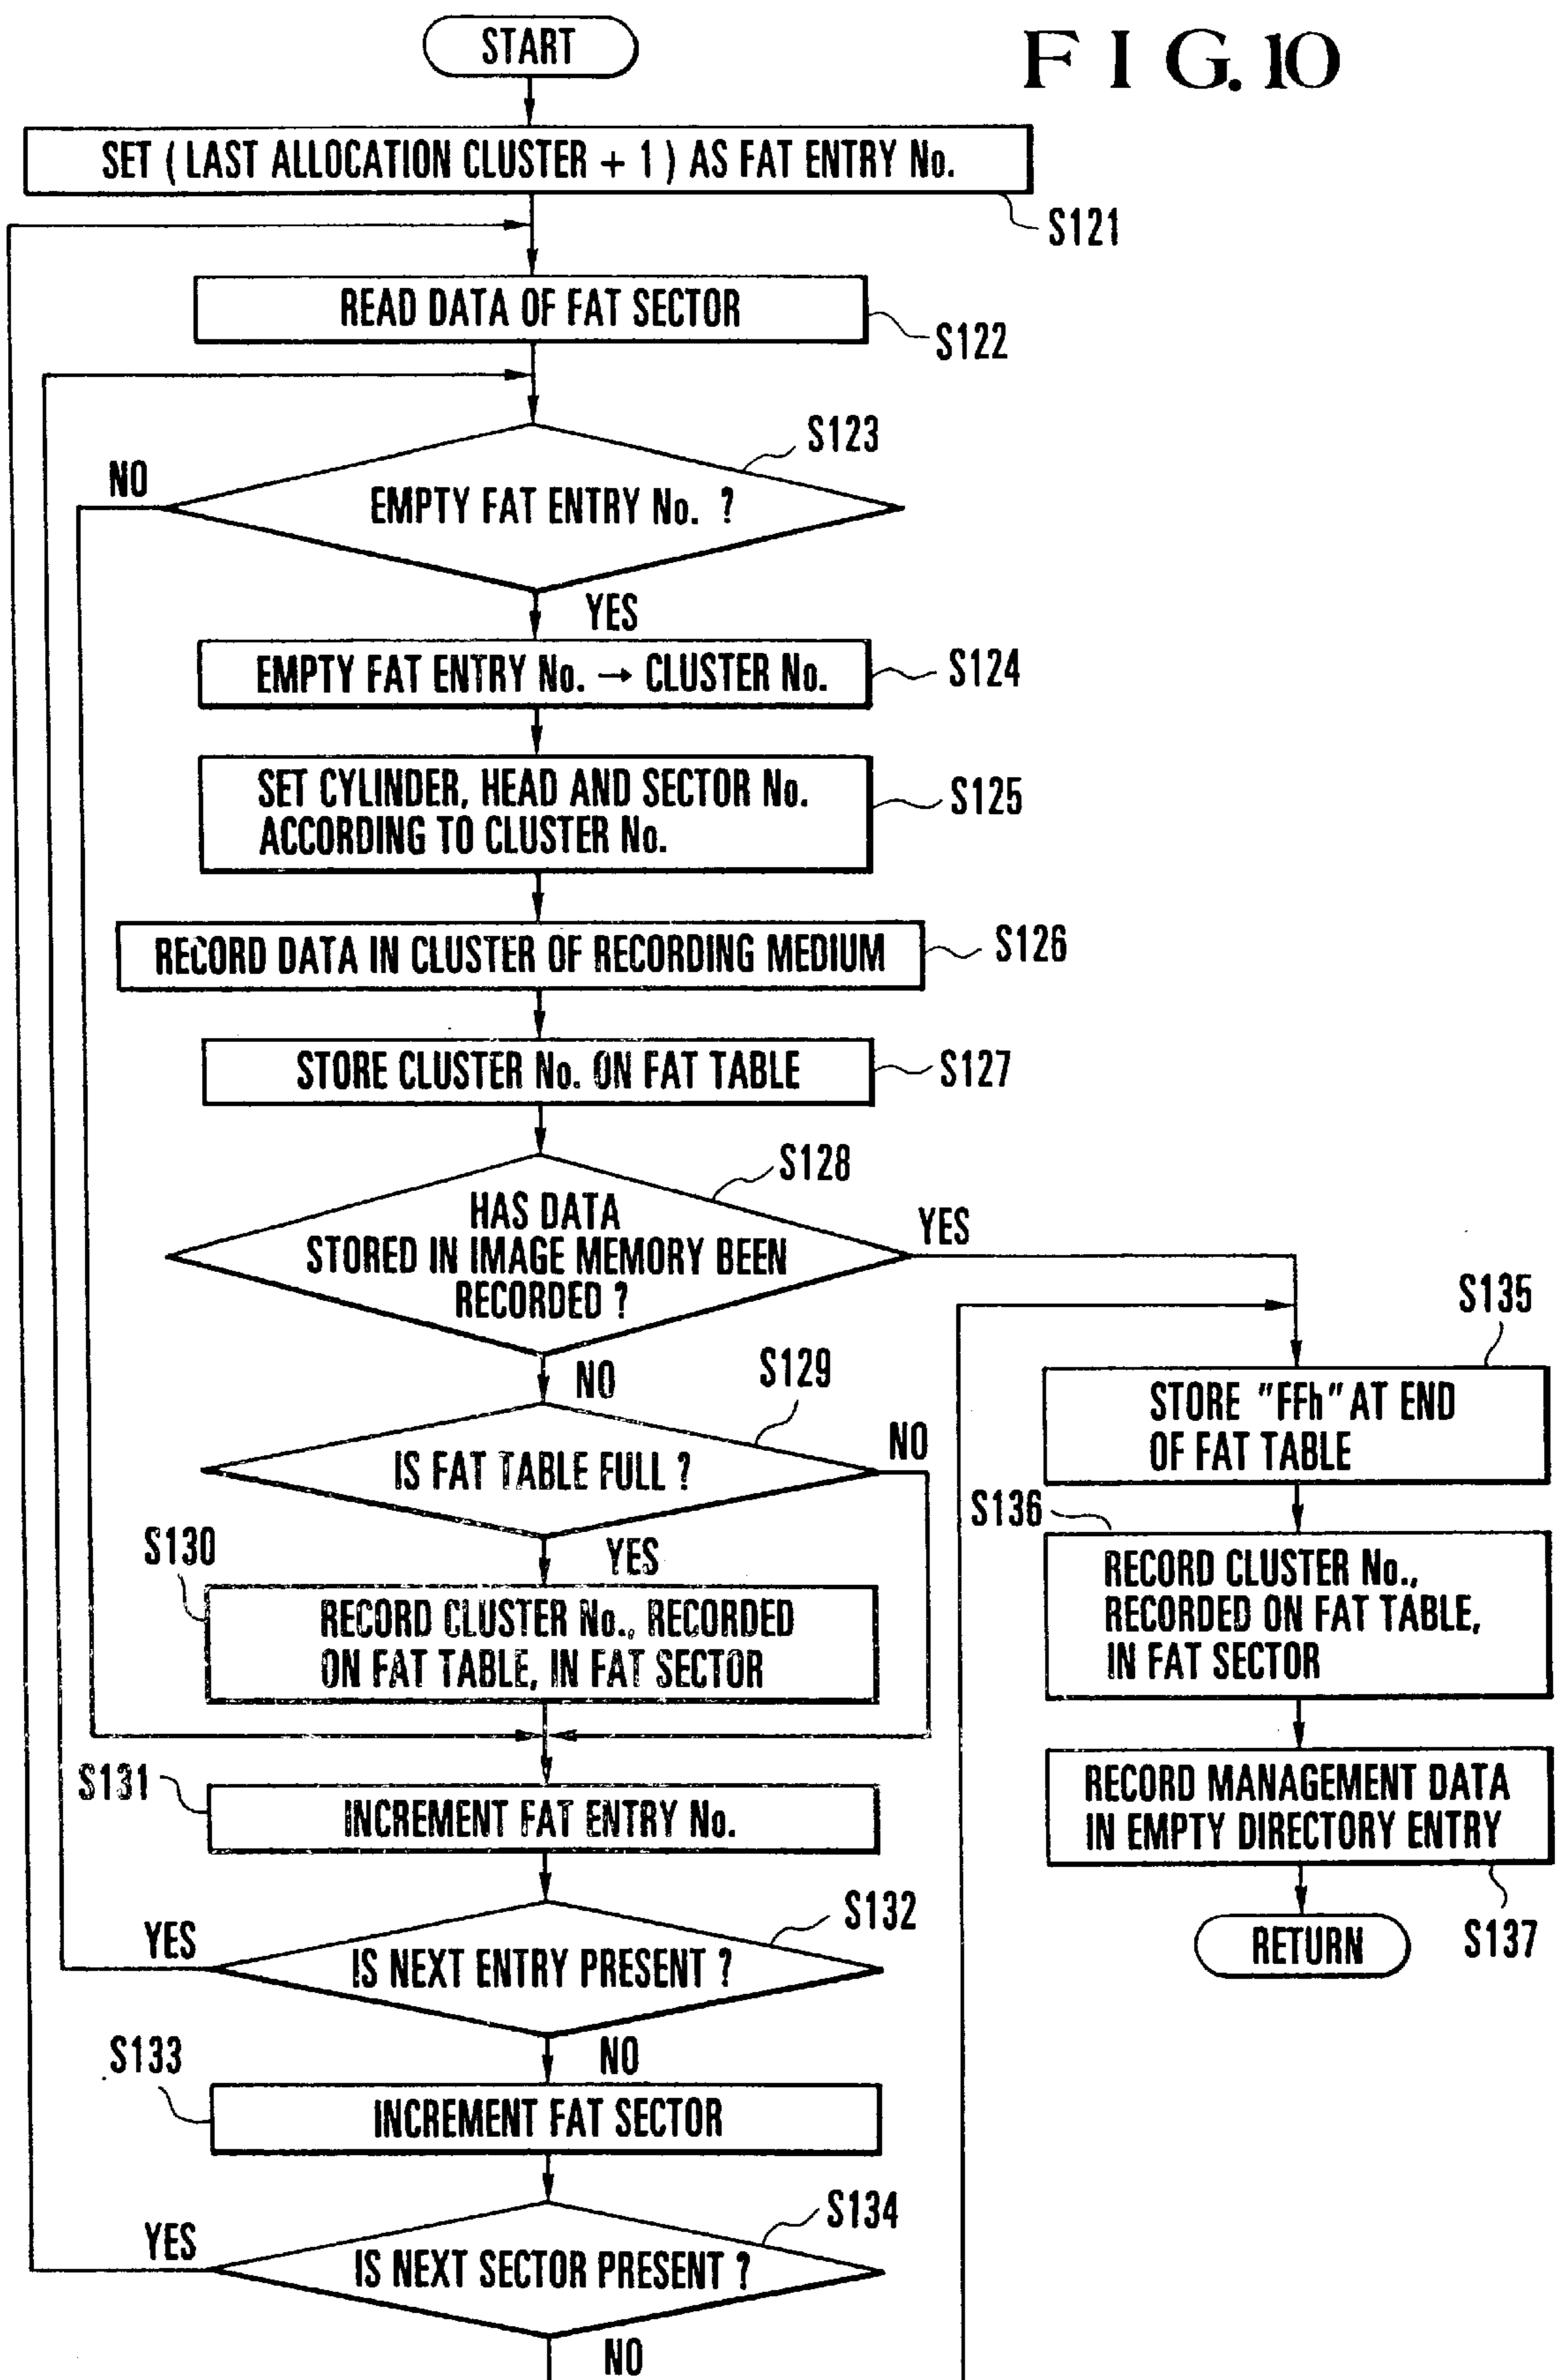 START
F I G. 10
SET ( LAST ALLOCATION CLUSTER + 1 ) AS FAT ENTRY No.
S121
READ DATA OF FAT SECTOR
S122
S123
NO
EMPTY FAT ENTRY No. ?
YES
EMPTY FAT ENTRY No. → CLUSTER No.
S124
SET CYLINDER, HEAD AND SECTOR No.
ACCORDING TO CLUSTER No.
S125
RECORD DATA IN CLUSTER OF RECORDING MEDIUM
S126
STORE CLUSTER No. ON FAT TABLE
S127
S128
HAS DATA
STORED IN IMAGE MEMORY BEEN
RECORDED ?
YES
NO
S129
IS FAT TABLE FULL ?
NO
S130
YES
RECORD CLUSTER No., RECORDED
ON FAT TABLE, IN FAT SECTOR
S131
INCREMENT FAT ENTRY No.
S132
YES
IS NEXT ENTRY PRESENT ?
NO
S133
INCREMENT FAT SECTOR
S134
YES
IS NEXT SECTOR PRESENT ?
NO
S135
STORE "FFh" AT END
OF FAT TABLE
S136
RECORD CLUSTER No.,
RECORDED ON FAT TABLE,
IN FAT SECTOR
RECORD MANAGEMENT DATA
IN EMPTY DIRECTORY ENTRY
S137
RETURN